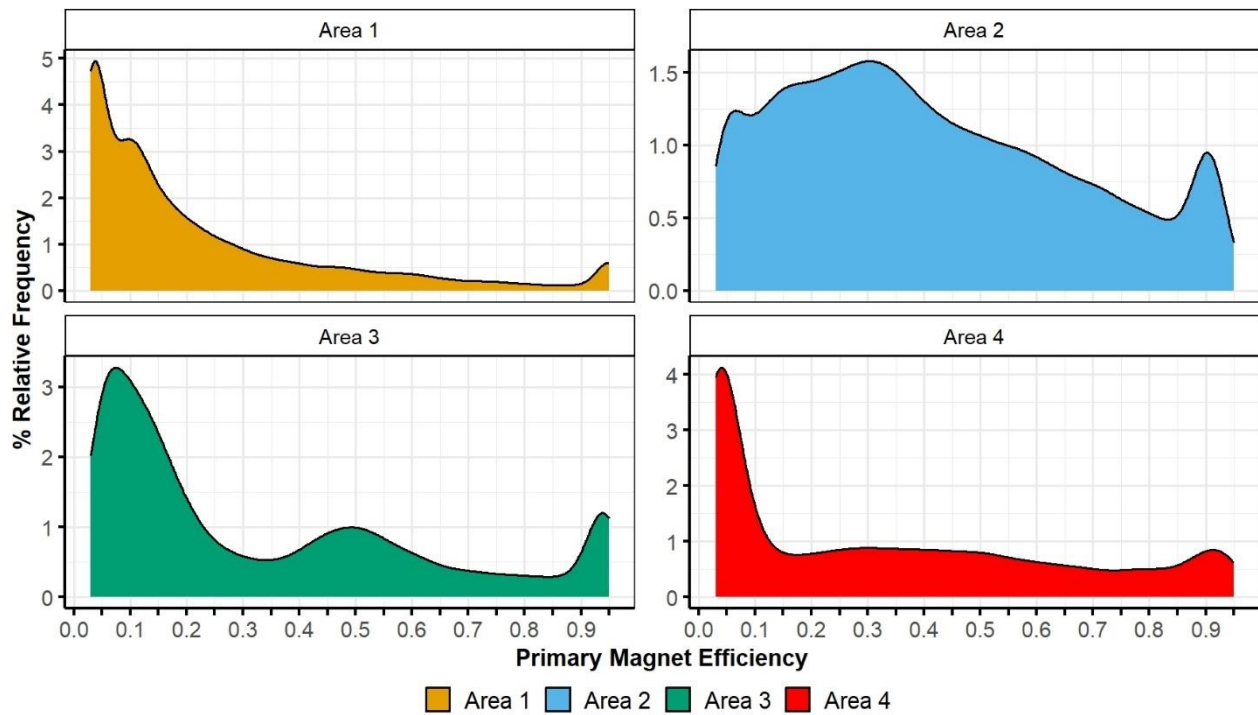 Area 1
Area 2
5
4
3
2
1
0
1.5
1.0
0.5
0.0
Area 3
Area 4
3
2
1
0
4
3
2
1
0
0.0 0.1 0.2 0.3 0.4 0.5 0.6 0.7 0.8 0.9
0.0 0.1 0.2 0.3 0.4 0.5 0.6 0.7 0.8 0.9
% Relative Frequency
Primary Magnet Efficiency
Area 1 Area 2 Area 3 Area 4